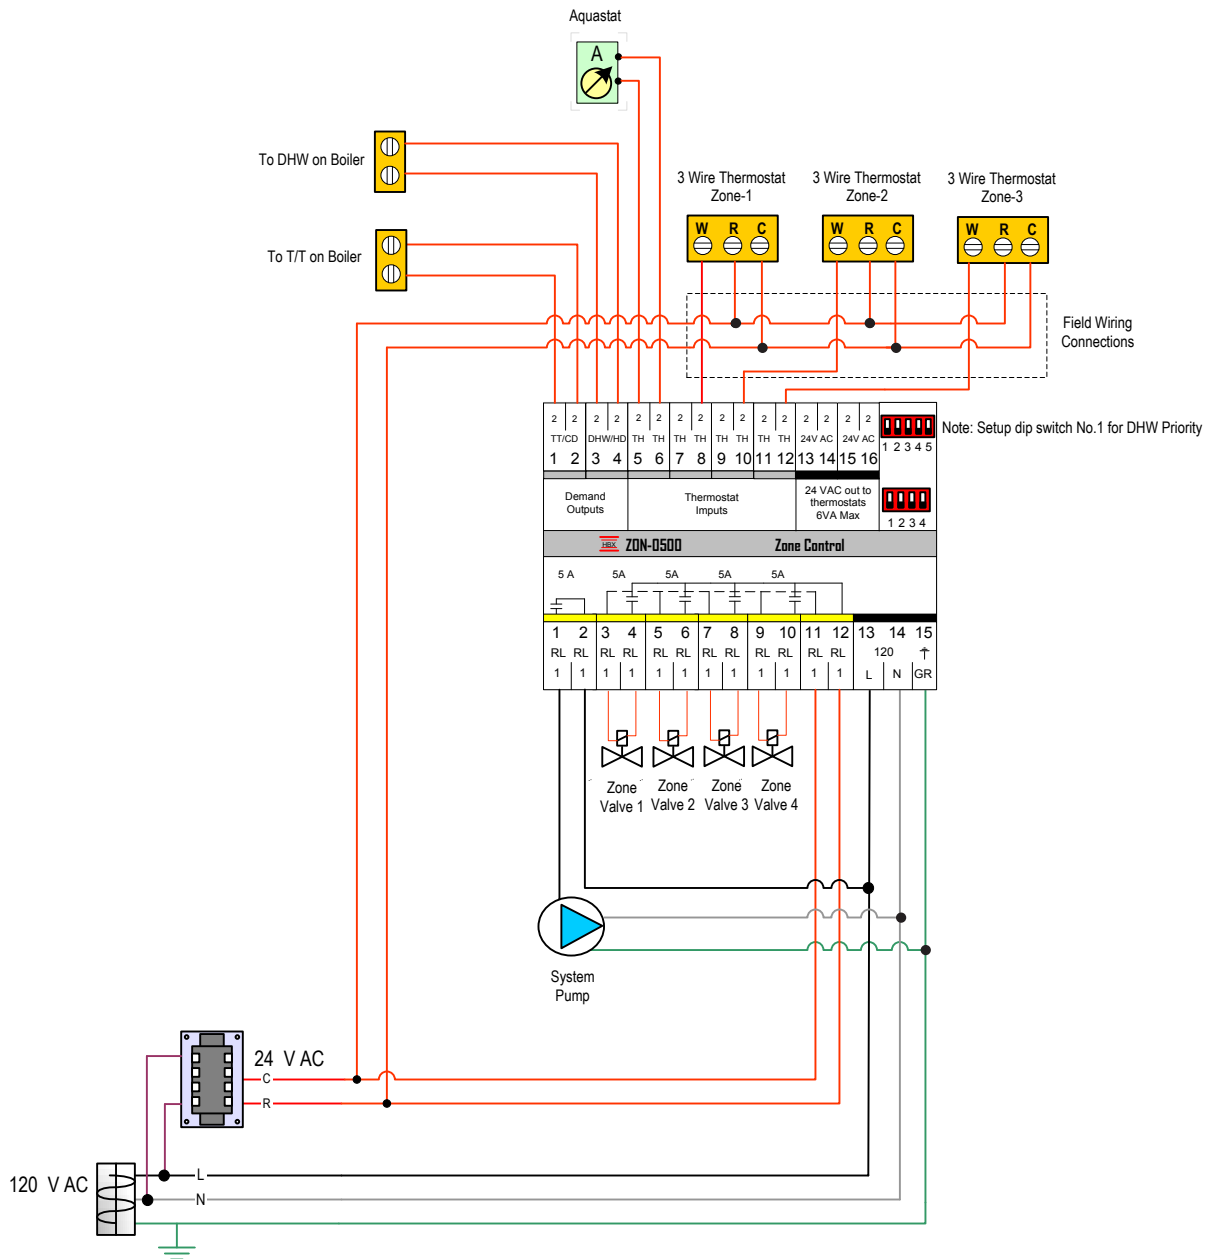 Aquastat
A
To DHW on Boiler
To T/T on Boiler
3 Wire Thermostat
Zone-1
3 Wire Thermostat
Zone-2
3 Wire Thermostat
Zone-3
W R C
W R C
W R C
Field Wiring
Connections
2 2 2 2 2 2 2 2 2 2 2 2 2 2 2 2
TT/CD DHW/HD TH TH TH TH TH TH TH TH 24V AC 24V AC
1 2 3 4 5 6 7 8 9 10 11 12 13 14 15 16
1 2 3 4 5
Note: Setup dip switch No.1 for DHW Priority
Demand
Outputs
Thermostat
Imputs
24 VAC out to
thermostats
6VA Max
1 2 3 4
HBX ZON-0500 Zone Control
5 A 5A 5A 5A 5A
1 2 3 4 5 6 7 8 9 10 11 12 13 14 15
RL RL RL RL RL RL RL RL RL RL RL RL 120
1 1 1 1 1 1 1 1 1 1 1 1 L N GR
Zone
Valve 1
Zone
Valve 2
Zone
Valve 3
Zone
Valve 4
System
Pump
24 V AC
C
R
120 V AC
L
N